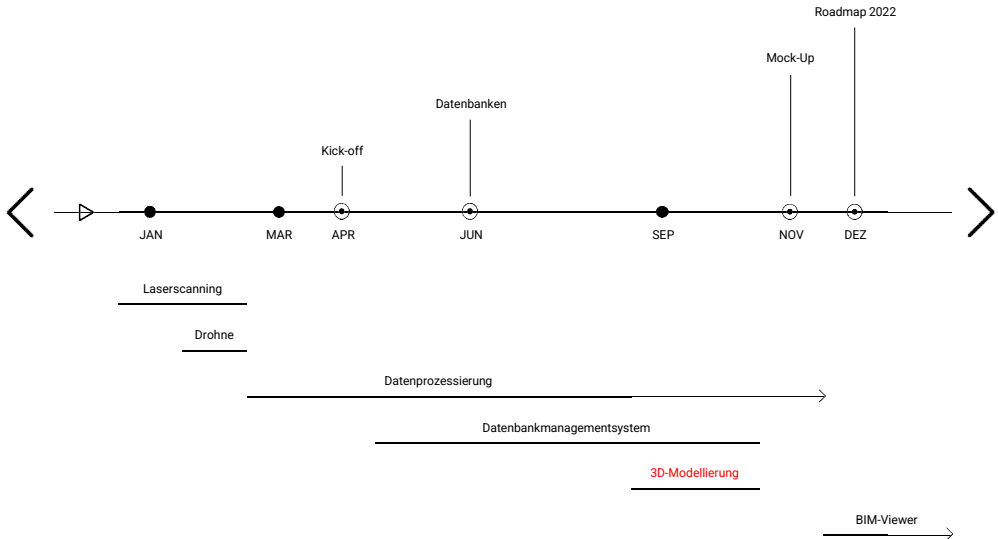 Roadmap 2022
Mock-Up
Datenbanken
Kick-off
JAN MAR APR JUN SEP NOV DEZ
Laserscanning
Drohne
Datenprozessierung
Datenbankmanagementsystem
3D-Modellierung
BIM-Viewer